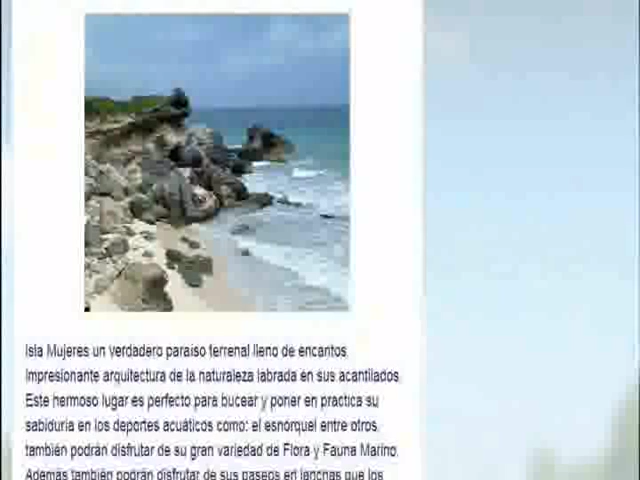 Isla Mujeres un verdadero paraiso terrenal lleno de encantos.
Impresionante arquitectura de la naturaleza labrada en sus acantilados.
Este hermoso lugar es perfecto para bucear y poner en practica su
sabiduría en los deportes acuáticos como: el esnorquel entre otros,
también podrán disfrutar de su gran variedad de Flora y Fauna Marino.
Además también podrán disfrutar de sus paseos en lanchas que los